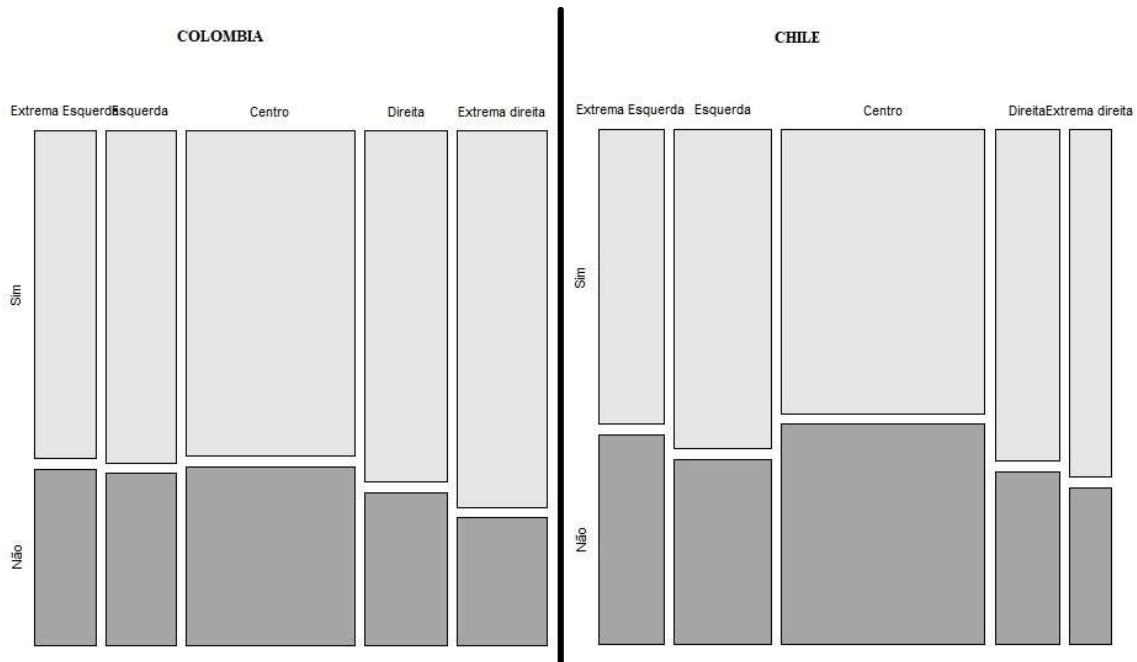 COLOMBIA
Extrema Esquerda Esquerda Centro Direita Extrema direita
Sim
Não
CHILE
Extrema Esquerda Esquerda Centro Direita Extrema direita
Sim
Não